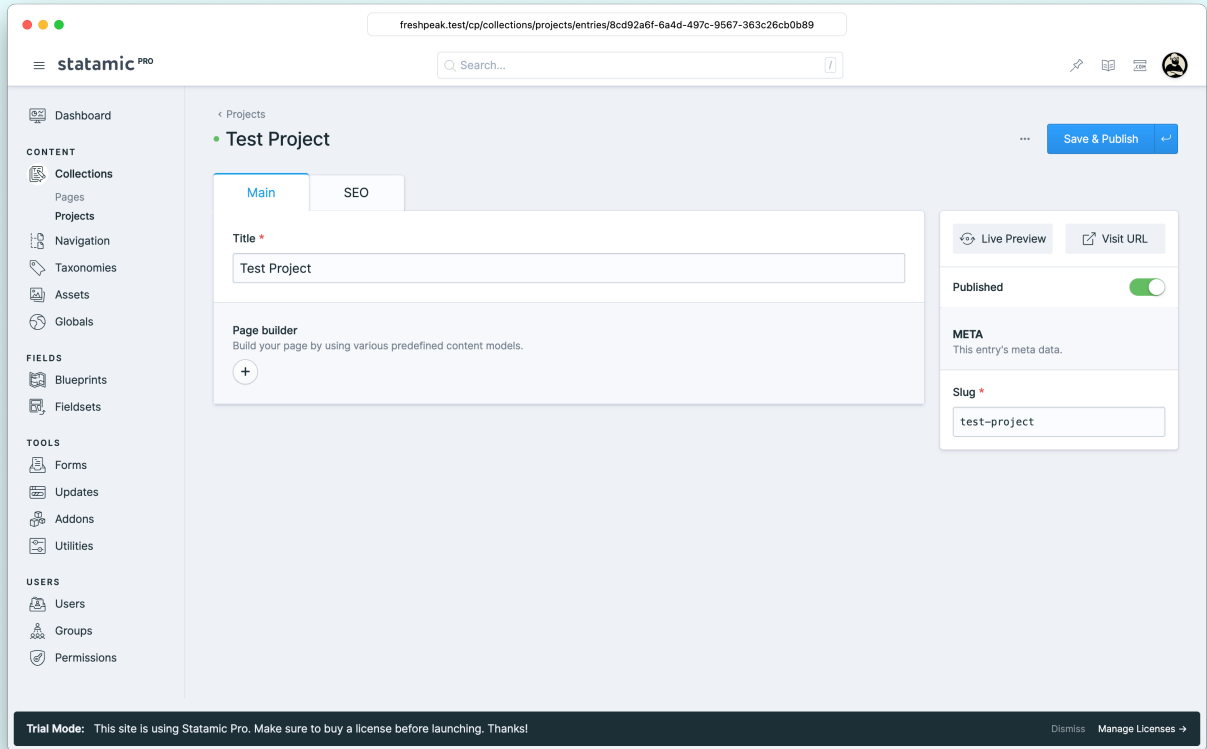 freshpeak.test/cp/collections/projects/entries/8cd92a6f-6a4d-497c-9567-363c26cb0b89
statamic PRO
Search...
/
.COM
Dashboard
CONTENT
Collections
Pages
Projects
Navigation
Taxonomies
Assets
Globals
FIELDS
Blueprints
Fieldsets
TOOLS
Forms
Updates
Addons
Utilities
USERS
Users
Groups
Permissions
‹ Projects
Test Project
Save & Publish
Main
SEO
Title *
Test Project
Page builder
Build your page by using various predefined content models.
Live Preview
Visit URL
Published
META
This entry's meta data.
Slug *
test-project
Trial Mode: This site is using Statamic Pro. Make sure to buy a license before launching. Thanks!
Dismiss
Manage Licenses →